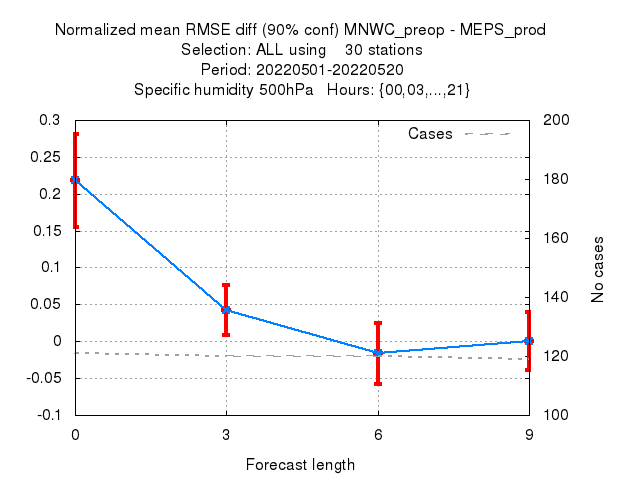 Normalized mean RMSE diff (90% conf) MNWC_preop - MEPS_prod
Selection: ALL using 30 stations
Period: 20220501-20220520
Specific humidity 500hPa Hours: {00,03,...,21}
0.3
0.25
0.2
0.15
0.1
0.05
0
-0.05
-0.1
200
180
160
140
120
100
Cases
No cases
0
3
6
9
Forecast length